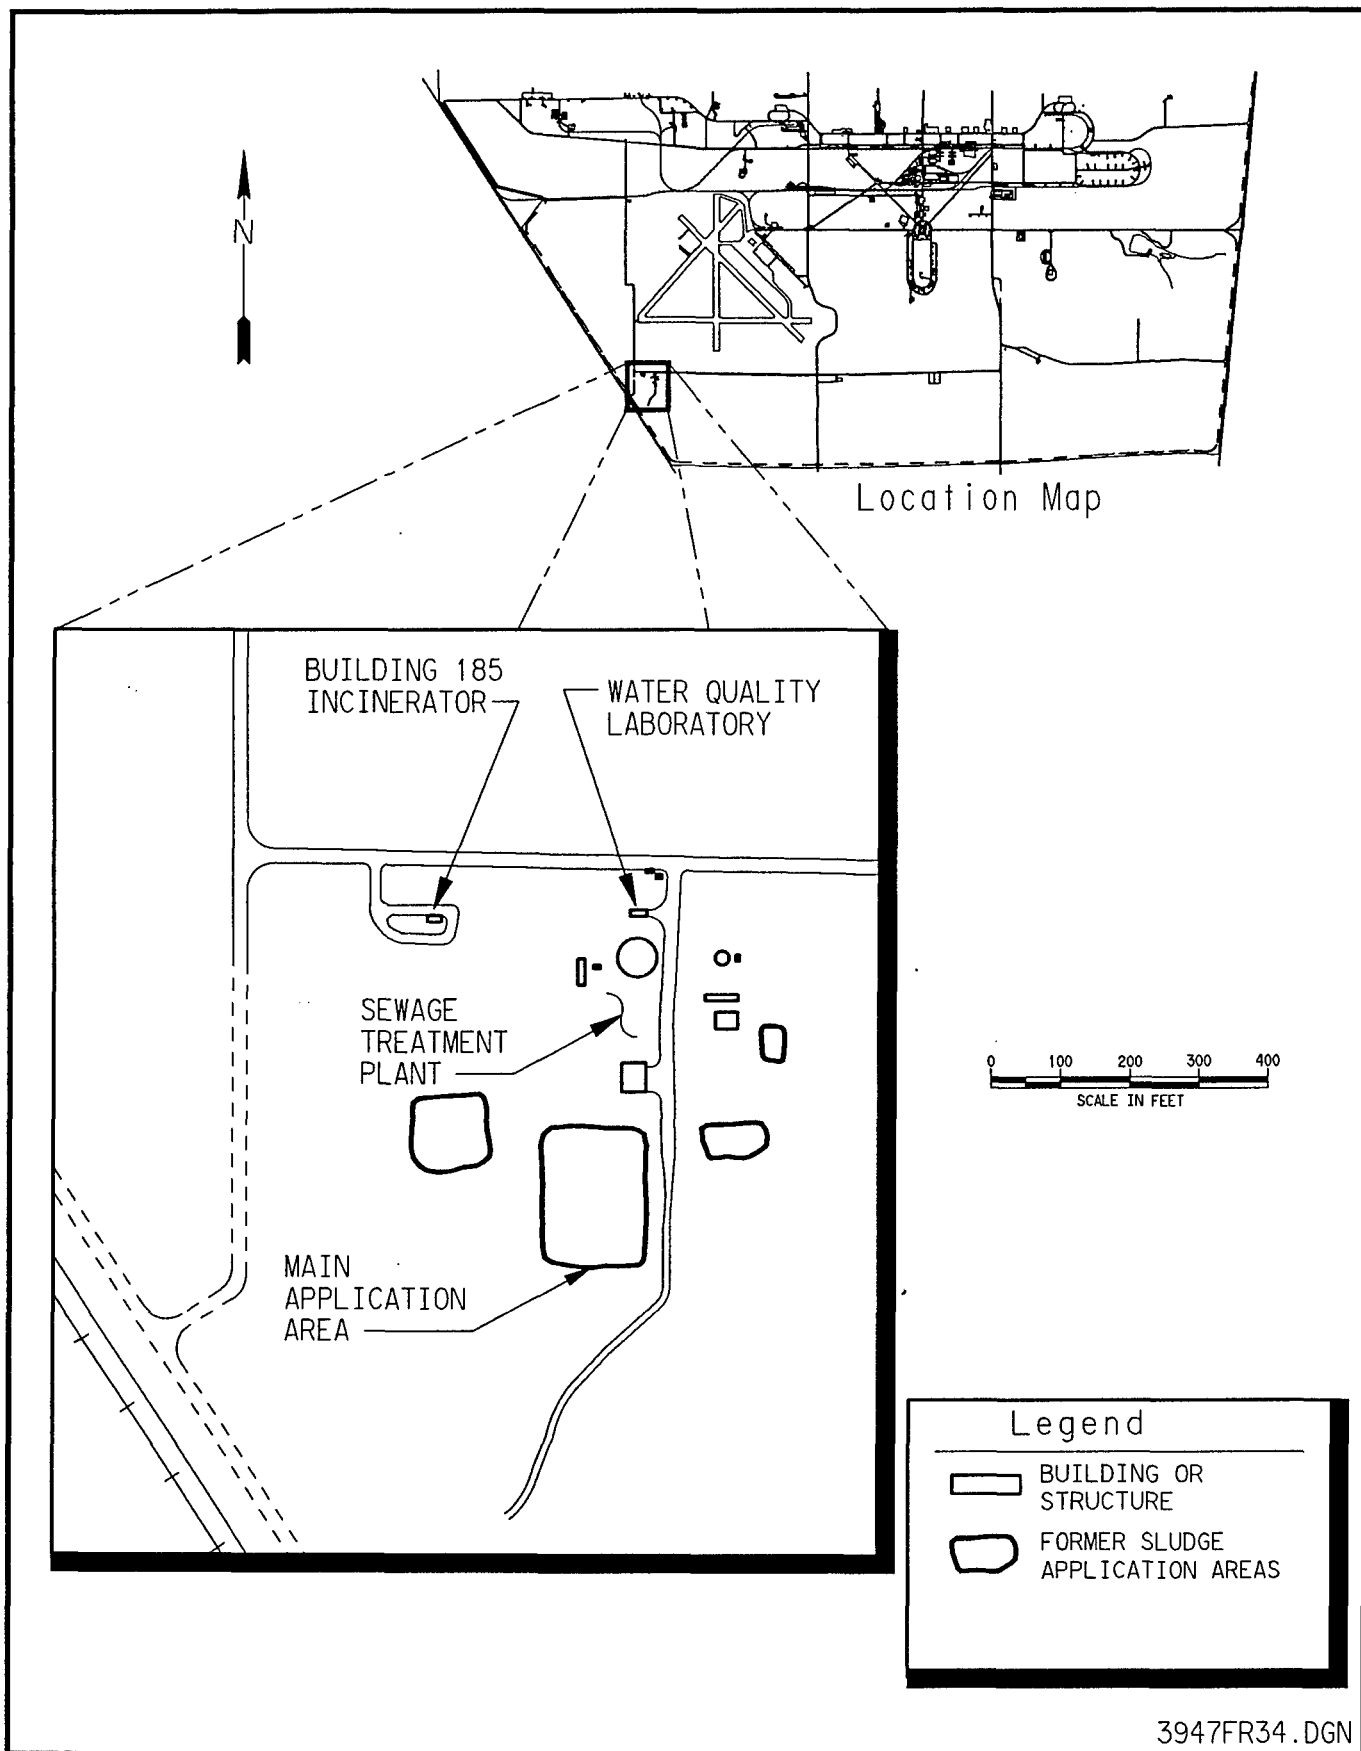 N
Location Map
BUILDING 185
INCINERATOR
WATER QUALITY
LABORATORY
SEWAGE
TREATMENT
PLANT
0 100 200 300 400
SCALE IN FEET
MAIN
APPLICATION
AREA
Legend
BUILDING OR
STRUCTURE
FORMER SLUDGE
APPLICATION AREAS
3947FR34.DGN